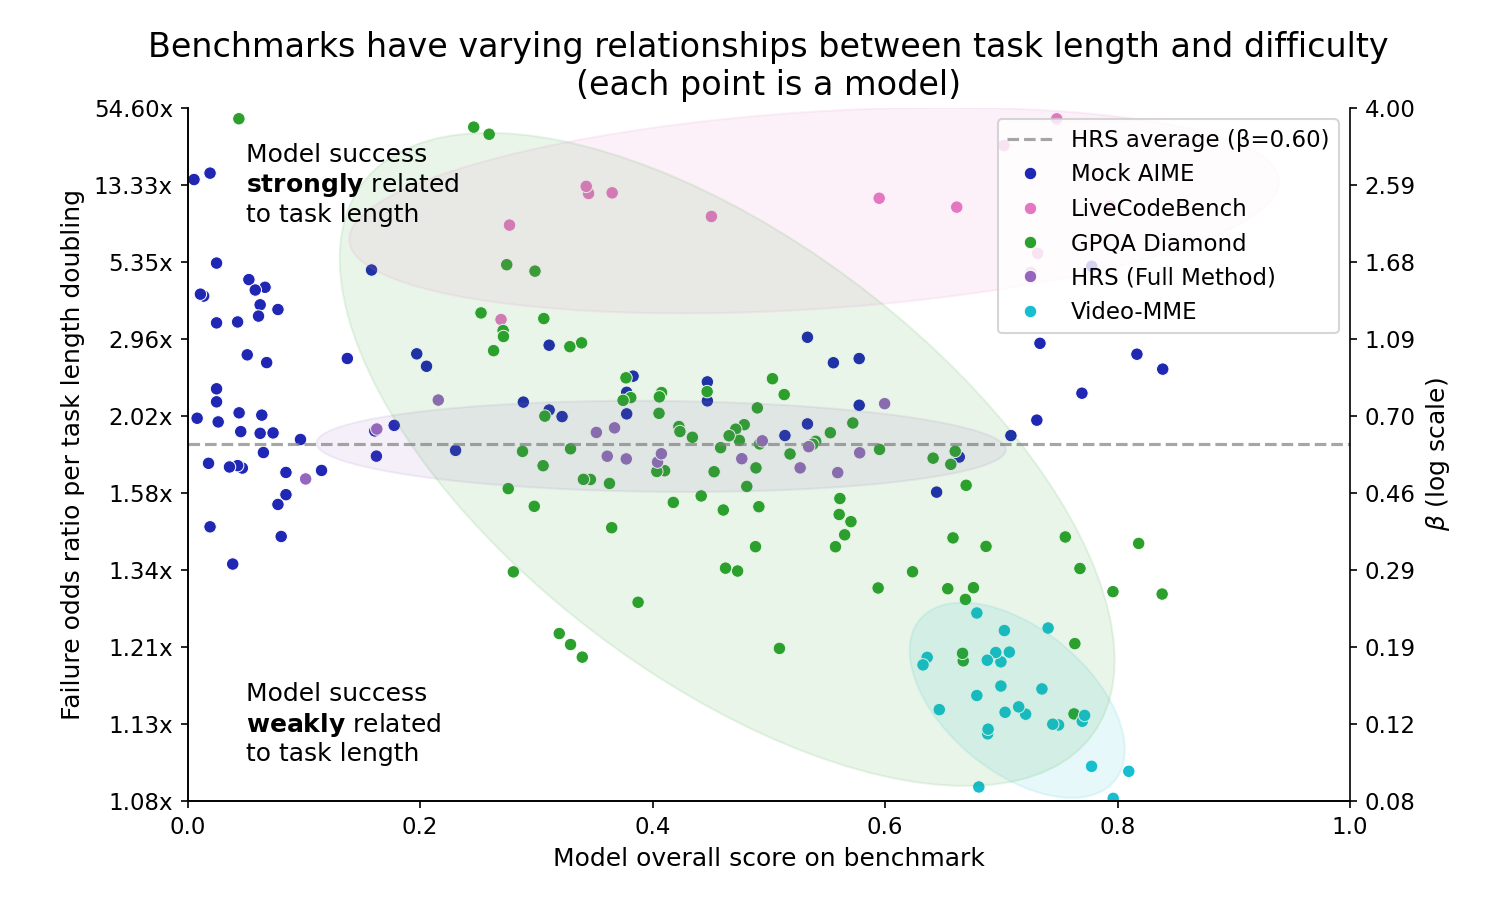 Benchmarks have varying relationships between task length and difficulty
(each point is a model)
54.60x
13.33x
5.35x
2.96x
2.02x
1.58x
1.34x
1.21x
1.13x
1.08x
Failure odds ratio per task length doubling
Model success
strongly related
to task length
Model success
weakly related
to task length
HRS average (β=0.60)
Mock AIME
LiveCodeBench
GPQA Diamond
HRS (Full Method)
Video-MME
4.00
2.59
1.68
1.09
0.70
0.46
0.29
0.19
0.12
0.08
β (log scale)
0.0 0.2 0.4 0.6 0.8 1.0
Model overall score on benchmark